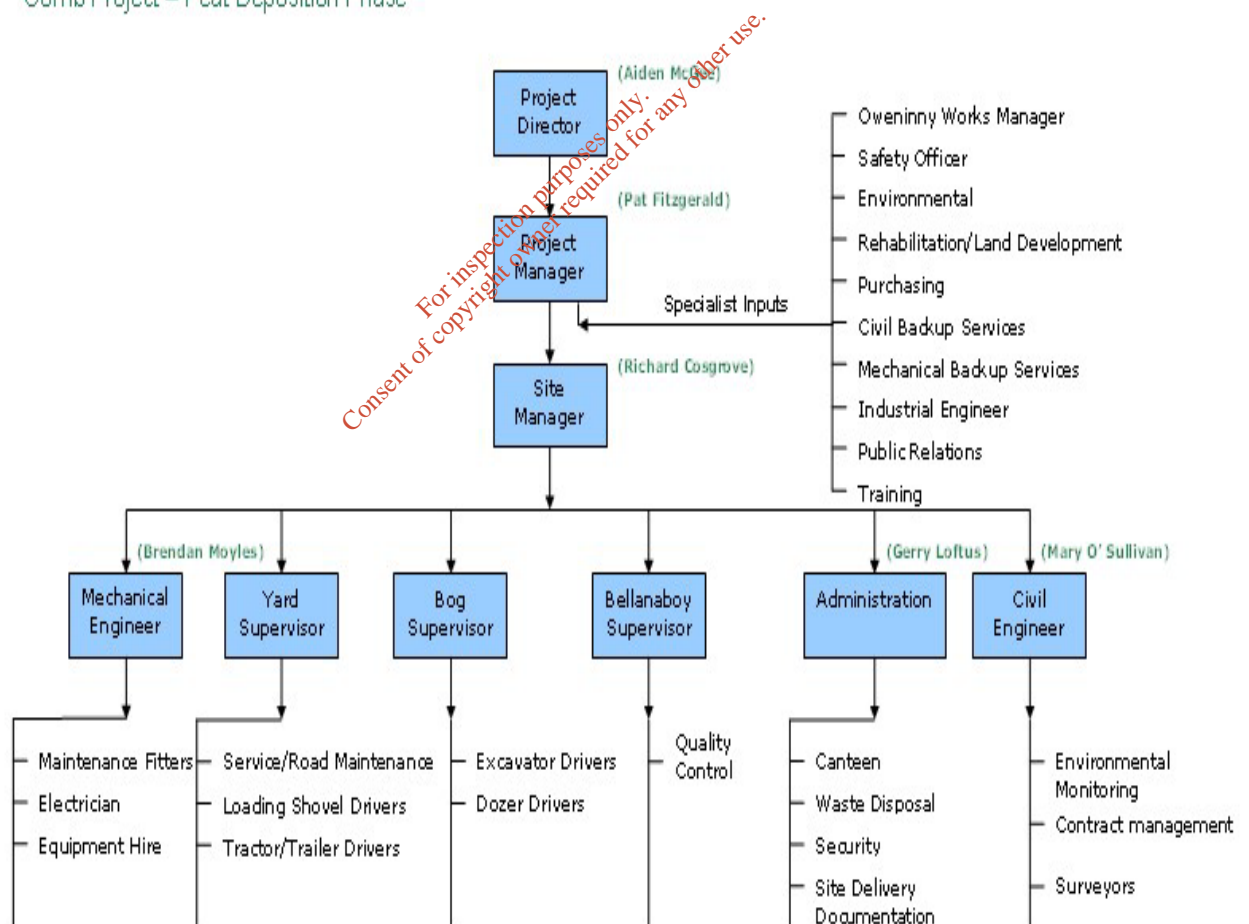 Project – Peat Deposition Phase
(Aiden McGee)
Project
Director
(Pat Fitzgerald)
Project
Manager
Specialist Inputs
Oweninny Works Manager
Safety Officer
Environmental
Rehabilitation/Land Development
Purchasing
Civil Backup Services
Mechanical Backup Services
Industrial Engineer
Public Relations
Training
(Richard Cosgrove)
Site
Manager
For inspection purposes only.
Consent of copyright owner required for any other use.
(Brendan Moyles)
(Gerry Loftus)
(Mary O' Sullivan)
Mechanical
Engineer
Yard
Supervisor
Bog
Supervisor
Bellanaboy
Supervisor
Administration
Civil
Engineer
Maintenance Fitters
Electrician
Equipment Hire
Service/Road Maintenance
Loading Shovel Drivers
Tractor/Trailer Drivers
Excavator Drivers
Dozer Drivers
Quality
Control
Canteen
Waste Disposal
Security
Site Delivery
Documentation
Environmental
Monitoring
Contract management
Surveyors